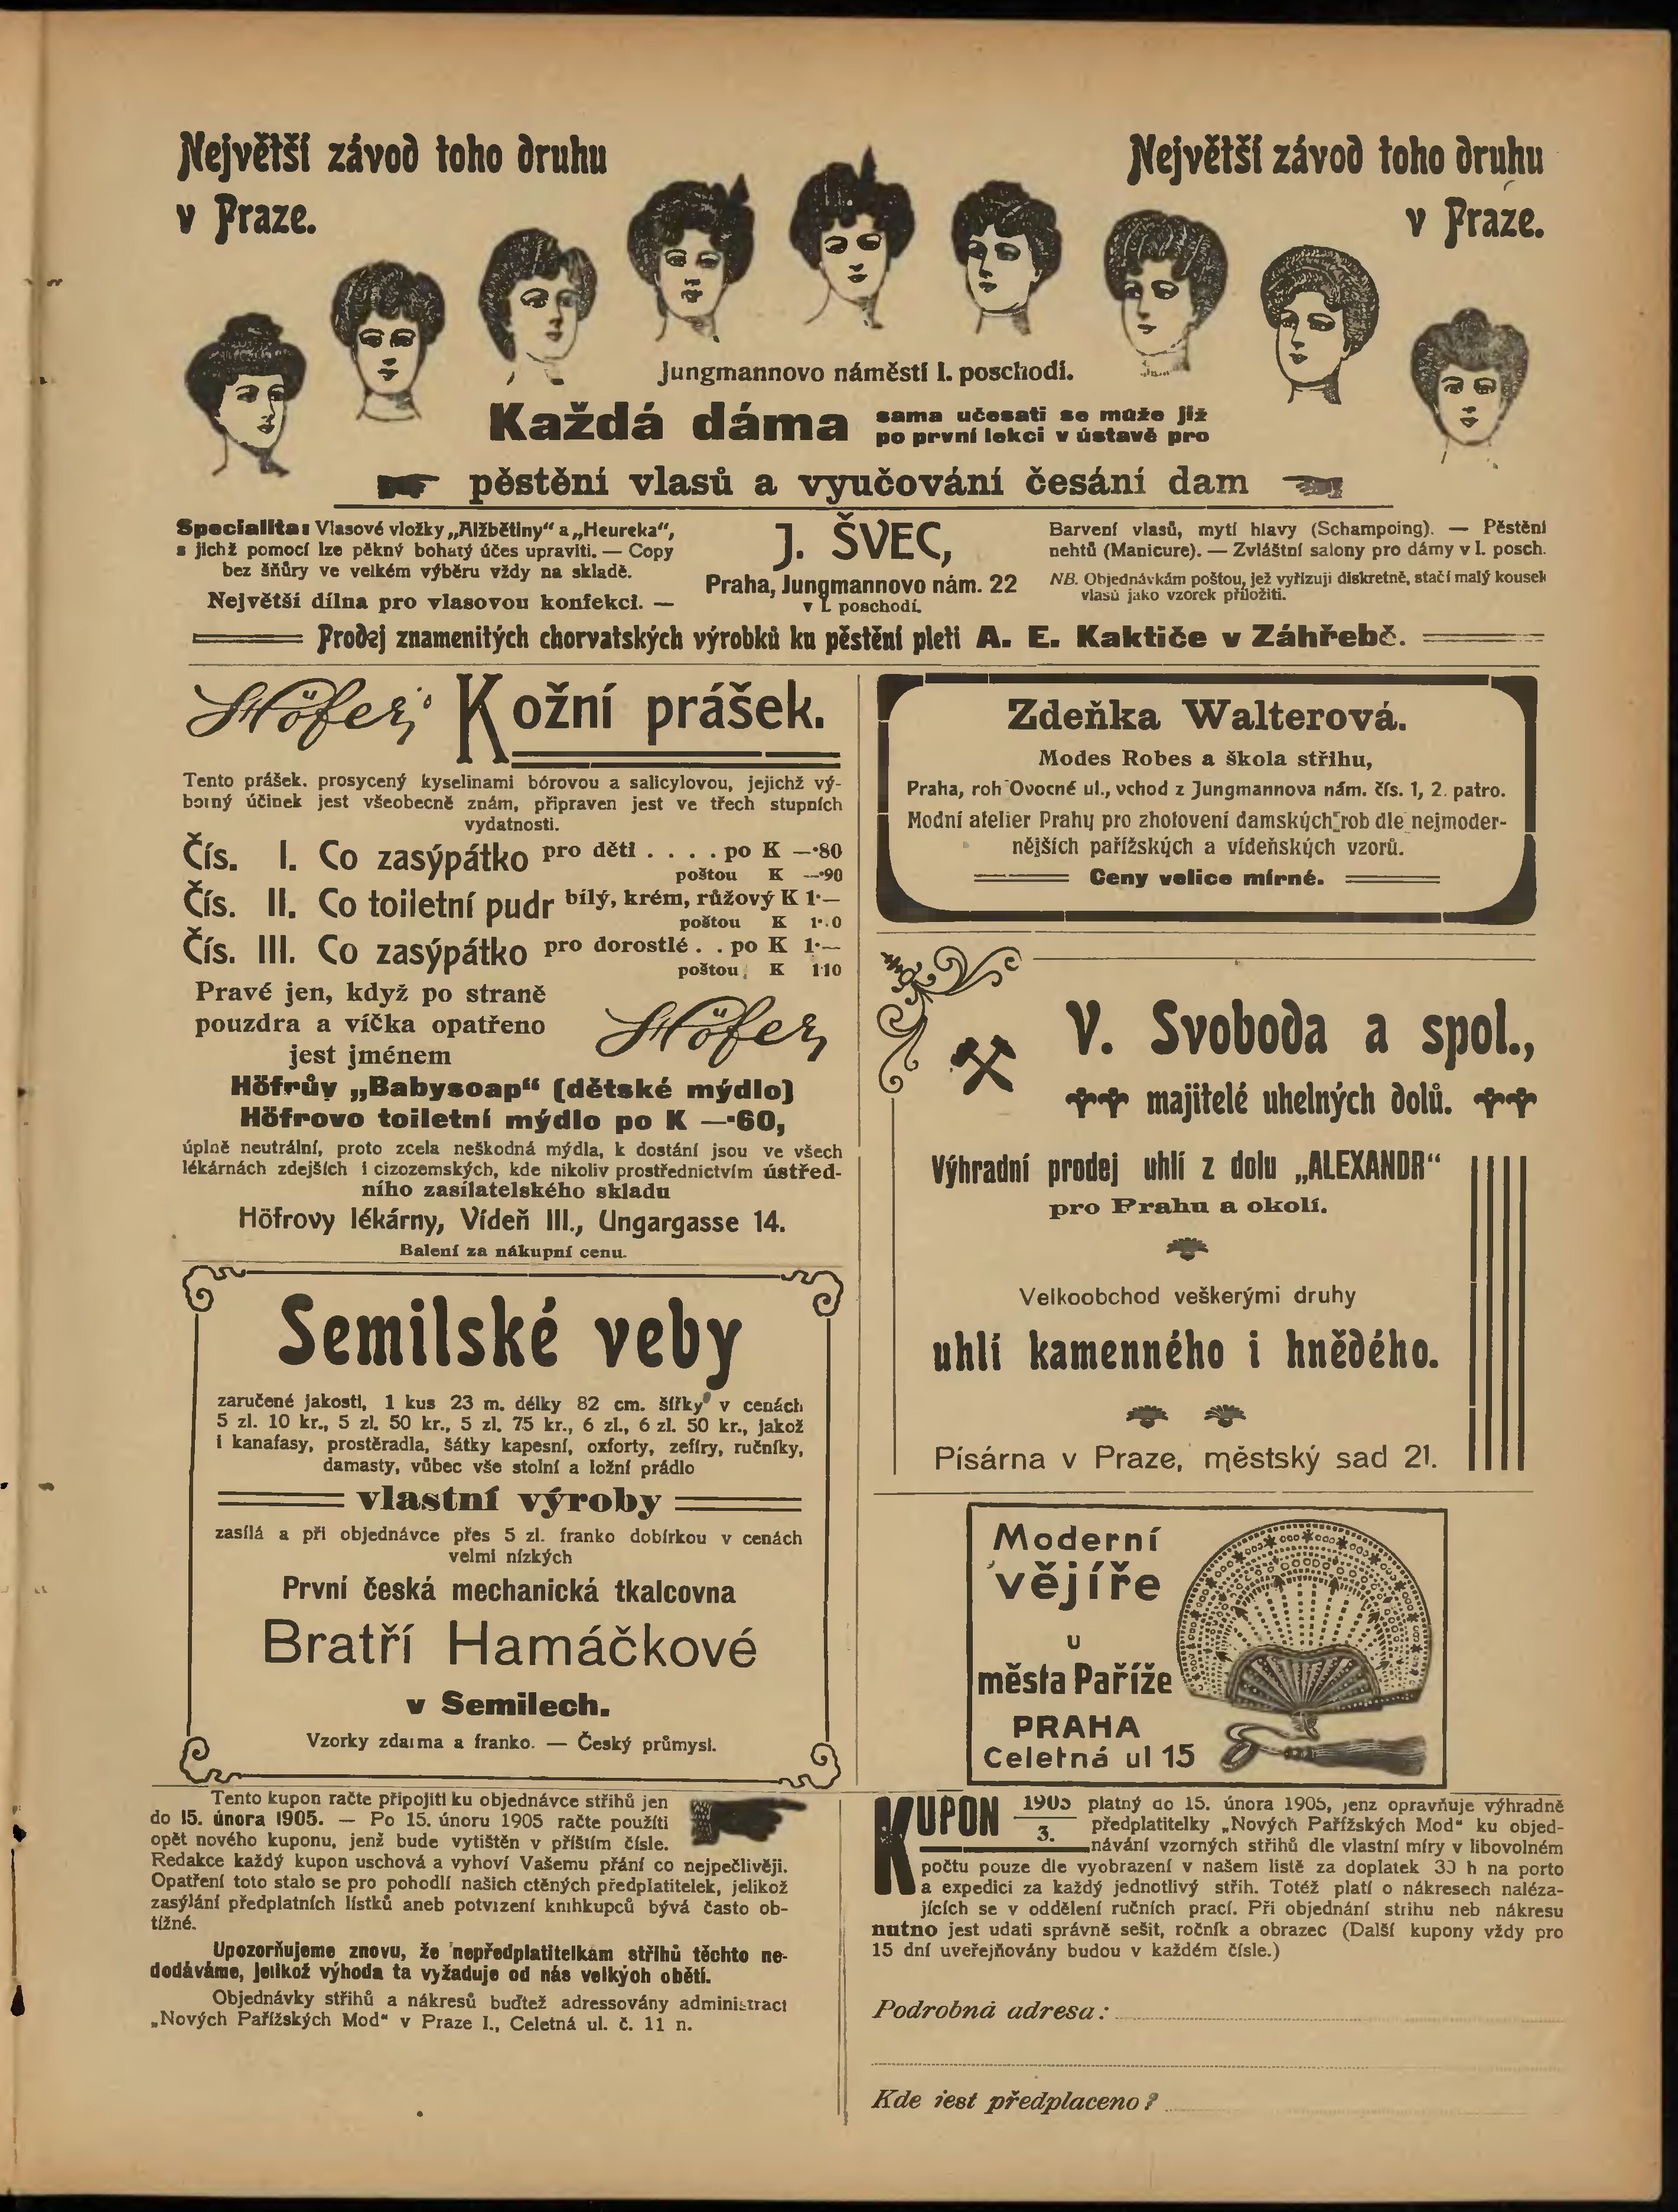 Největší závod toho druhu
v Praze.
Největší závod toho druhu
v Praze.
Jungmannovo náměstí I. poschodí.
Každá dáma
sama učesati se může již
po první lekci v ústavě pro
pěstění vlasů a vyučování česání dam
Specialita: Vlasové vložky „Alžbětiny“ a „Heureka“,
s jichž pomocí lze pěkný bohatý účes upraviti. — Copy
bez šňůry ve velkém výběru vždy na skladě.
Největší dílna pro vlasovou konfekci. —
J. ŠVEC,
Praha, Jungmannovo nám. 22
v I. poschodí.
Barvení vlasů, mytí hlavy (Schampoing). — Pěstění
nehtů (Manicure). — Zvláštní salony pro dámy v I. posch.
NB. Objednávkám poštou, jež vyřizuji diskretně, stačí malý kousek
vlasů jako vzorek přiložiti.
Prodej znamenitých chorvatských výrobků ku pěstění pleti A. E. Kaktiče v Záhřebě.
Höfer's Kožní prášek.
Tento prášek, prosycený kyselinami bórovou a salicylovou, jejichž vý-
borný účinek jest všeobecně znám, připraven jest ve třech stupních
vydatnosti.
Čís. I. Co zasýpátko pro děti . . . . po K —·80
poštou K —·90
Čís. II. Co toiletní pudr bílý, krém, růžový K 1·—
poštou K
Čís. III. Co zasýpátko pro dorostlé . . po K 1·—
poštou K 1·10
Pravé jen, když po straně
pouzdra a víčka opatřeno
jest jménem
Höfer
Höfrův „Babysoap“ (dětské mýdlo)
Höfrovo toiletní mýdlo po K —·60,
úplně neutrální, proto zcela neškodná mýdla, k dostání jsou ve všech
lékárnách zdejších i cizozemských, kde nikoliv prostřednictvím ústřed-
ního zasílatelského skladu
Höfrovy lékárny, Vídeň III., Ungargasse 14.
Balení za nákupní cenu.
Semilské veby
zaručené jakosti, 1 kus 23 m. délky 82 cm. šířky v cenách
5 zl. 10 kr., 5 zl. 50 kr., 5 zl. 75 kr., 6 zl., 6 zl. 50 kr., jakož
i kanafasy, prostěradla, šátky kapesní, oxforty, zefíry, ručníky,
damasty, vůbec vše stolní a ložní prádlo
vlastní výroby
zasílá a při objednávce přes 5 zl. franko dobírkou v cenách
velmi nízkých
První česká mechanická tkalcovna
Bratří Hamáčkové
v Semilech.
Vzorky zdarma a franko. — Český průmysl.
Zdeňka Walterová.
Modes Robes a škola střihu,
Praha, roh Ovocné ul., vchod z Jungmannova nám. čís. 1, 2. patro.
Modní atelier Prahy pro zhotovení damských rob dle nejmoder-
nějších pařížských a vídeňských vzorů.
Ceny velice mírné.
V. Svoboda a spol.,
majitelé uhelných dolů.
Výhradní prodej uhlí z dolu „ALEXANDR“
pro Prahu a okolí.
Velkoobchod veškerými druhy
uhlí kamenného i hnědého.
Písárna v Praze, městský sad 21.
Moderní
vějíře
u
města Paříže
PRAHA
Celetná ul 15
Tento kupon račte připojiti ku objednávce střihů jen
do 15. února 1905. — Po 15. únoru 1905 račte použíti
opět nového kuponu, jenž bude vytištěn v příštím čísle.
Redakce každý kupon uschová a vyhoví Vašemu přání co nejpečlivěji.
Opatření toto stalo se pro pohodlí našich ctěných předplatitelek, jelikož
zasýlání předplatních lístků aneb potvrzení knihkupců bývá často ob-
tížné.
Upozorňujeme znovu, že nepředplatitelkám střihů těchto ne-
dodáváme, jelikož výhoda ta vyžaduje od nás velkých obětí.
Objednávky střihů a nákresů buďtež adressovány administraci
„Nových Pařížských Mod“ v Praze I., Celetná ul. č. 11 n.
KUPON 1905
3.
platný do 15. února 1905, jenz opravňuje výhradně
předplatitelky „Nových Pařížských Mod“ ku objed-
návání vzorných střihů dle vlastní míry v libovolném
počtu pouze dle vyobrazení v našem listě za doplatek 30 h na porto
a expedici za každý jednotlivý střih. Totéž platí o nákresech naléza-
jících se v oddělení ručních prací. Při objednání střihu neb nákresu
nutno jest udati správně sešit, ročník a obrazec (Další kupony vždy pro
15 dní uveřejňovány budou v každém čísle.)
Podrobná adresa:
Kde jest předplaceno?